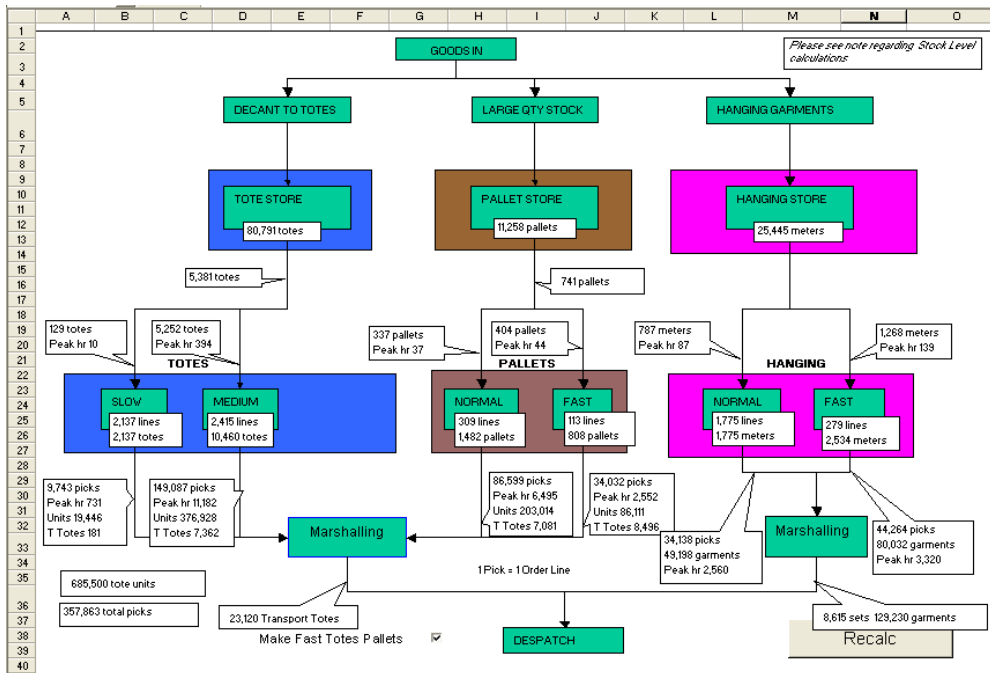 A B C D E F G H I J K L M N O
1
2
3
4
5
6
7
8
9
10
11
12
13
14
15
16
17
18
19
20
21
22
23
24
25
26
27
28
29
30
31
32
33
34
35
36
37
38
39
40
GOODS IN
Please see note regarding Stock Level
calculations
DECANT TO TOTES
LARGE QTY STOCK
HANGING GARMENTS
TOTE STORE
80,791 totes
PALLET STORE
11,258 pallets
HANGING STORE
25,445 meters
5,381 totes
741 pallets
129 totes
Peak hr 10
5,252 totes
Peak hr 394
337 pallets
Peak hr 37
404 pallets
Peak hr 44
787 meters
Peak hr 87
1,268 meters
Peak hr 139
TOTES
PALLETS
HANGING
SLOW
2,137 lines
2,137 totes
MEDIUM
2,415 lines
10,460 totes
NORMAL
309 lines
1,482 pallets
FAST
113 lines
808 pallets
NORMAL
1,775 lines
1,775 meters
FAST
279 lines
2,534 meters
9,743 picks
Peak hr 731
Units 19,446
T Totes 181
149,087 picks
Peak hr 11,182
Units 376,928
T Totes 7,362
86,599 picks
Peak hr 6,495
Units 203,014
T Totes 7,081
34,032 picks
Peak hr 2,552
Units 86,111
T Totes 8,496
34,138 picks
49,198 garments
Peak hr 2,560
44,264 picks
80,032 garments
Peak hr 3,320
Marshalling
Marshalling
1 Pick = 1 Order Line
685,500 tote units
357,863 total picks
23,120 Transport Totes
8,615 sets 129,230 garments
Make Fast Totes Pallets
DESPATCH
Recalc